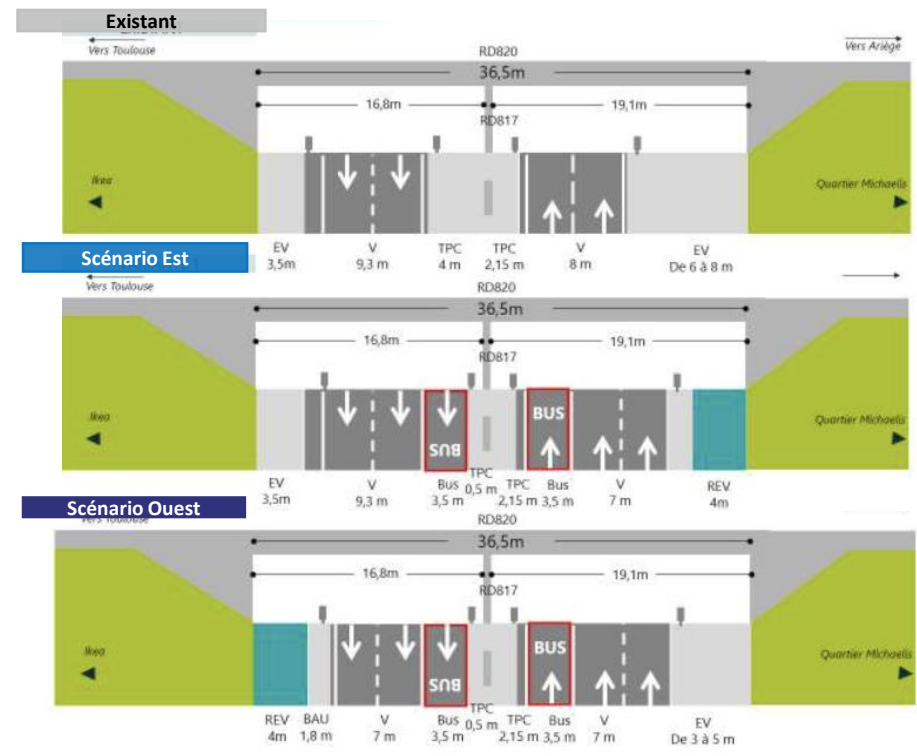 Existant
Vers Toulouse
Vers Ariège
RD820
36,5m
16,8m
19,1m
RD817
Ikea
Quartier Michaelis
EV
V
TPC
TPC
V
EV
3,5m
9,3 m
4 m
2,15 m
8 m
De 6 à 8 m
Scénario Est
Vers Toulouse
RD820
36,5m
16,8m
19,1m
RD817
Ikea
BUS
BUS
Quartier Michaelis
EV
V
Bus
TPC
TPC
Bus
V
REV
3,5m
9,3 m
3,5 m
0,5 m
2,15 m
3,5 m
7 m
4m
Scénario Ouest
Vers Toulouse
RD820
36,5m
16,8m
19,1m
RD817
Ikea
BUS
BUS
Quartier Michaelis
REV
BAU
V
Bus
TPC
TPC
Bus
V
EV
4m
1,8 m
7 m
3,5 m
0,5 m
2,15 m
3,5 m
7 m
De 3 à 5 m